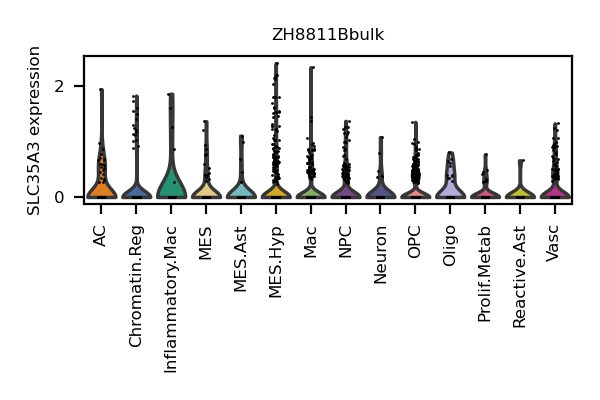 ZH8811Bbulk
SLC35A3 expression
2
0
AC
Chromatin.Reg
Inflammatory.Mac
MES
MES.Ast
MES.Hyp
Mac
NPC
Neuron
OPC
Oligo
Prolif.Metab
Reactive.Ast
Vasc